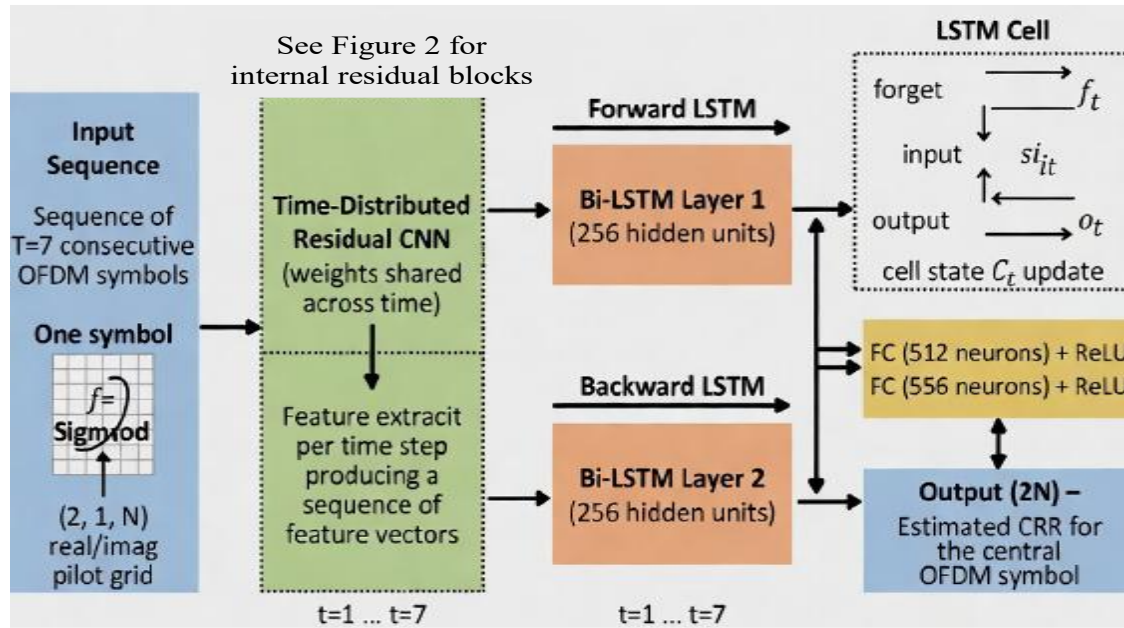 See Figure 2 for
internal residual blocks
Input
Sequence
Sequence of
T=7 consecutive
OFDM symbols
One symbol
f=
Sigmrod
(2, 1, N)
real/imag
pilot grid
Time-Distributed
Residual CNN
(weights shared
across time)
Feature extracit
per time step
producing a
sequence of
feature vectors
t=1 ... t=7
Forward LSTM
Bi-LSTM Layer 1
(256 hidden units)
Backward LSTM
Bi-LSTM Layer 2
(256 hidden units)
t=1 ... t=7
LSTM Cell
forget f_t
input si_it
output o_t
cell state C_t update
FC (512 neurons) + ReLU
FC (556 neurons) + ReLU
Output (2N) –
Estimated CRR for
the central
OFDM symbol